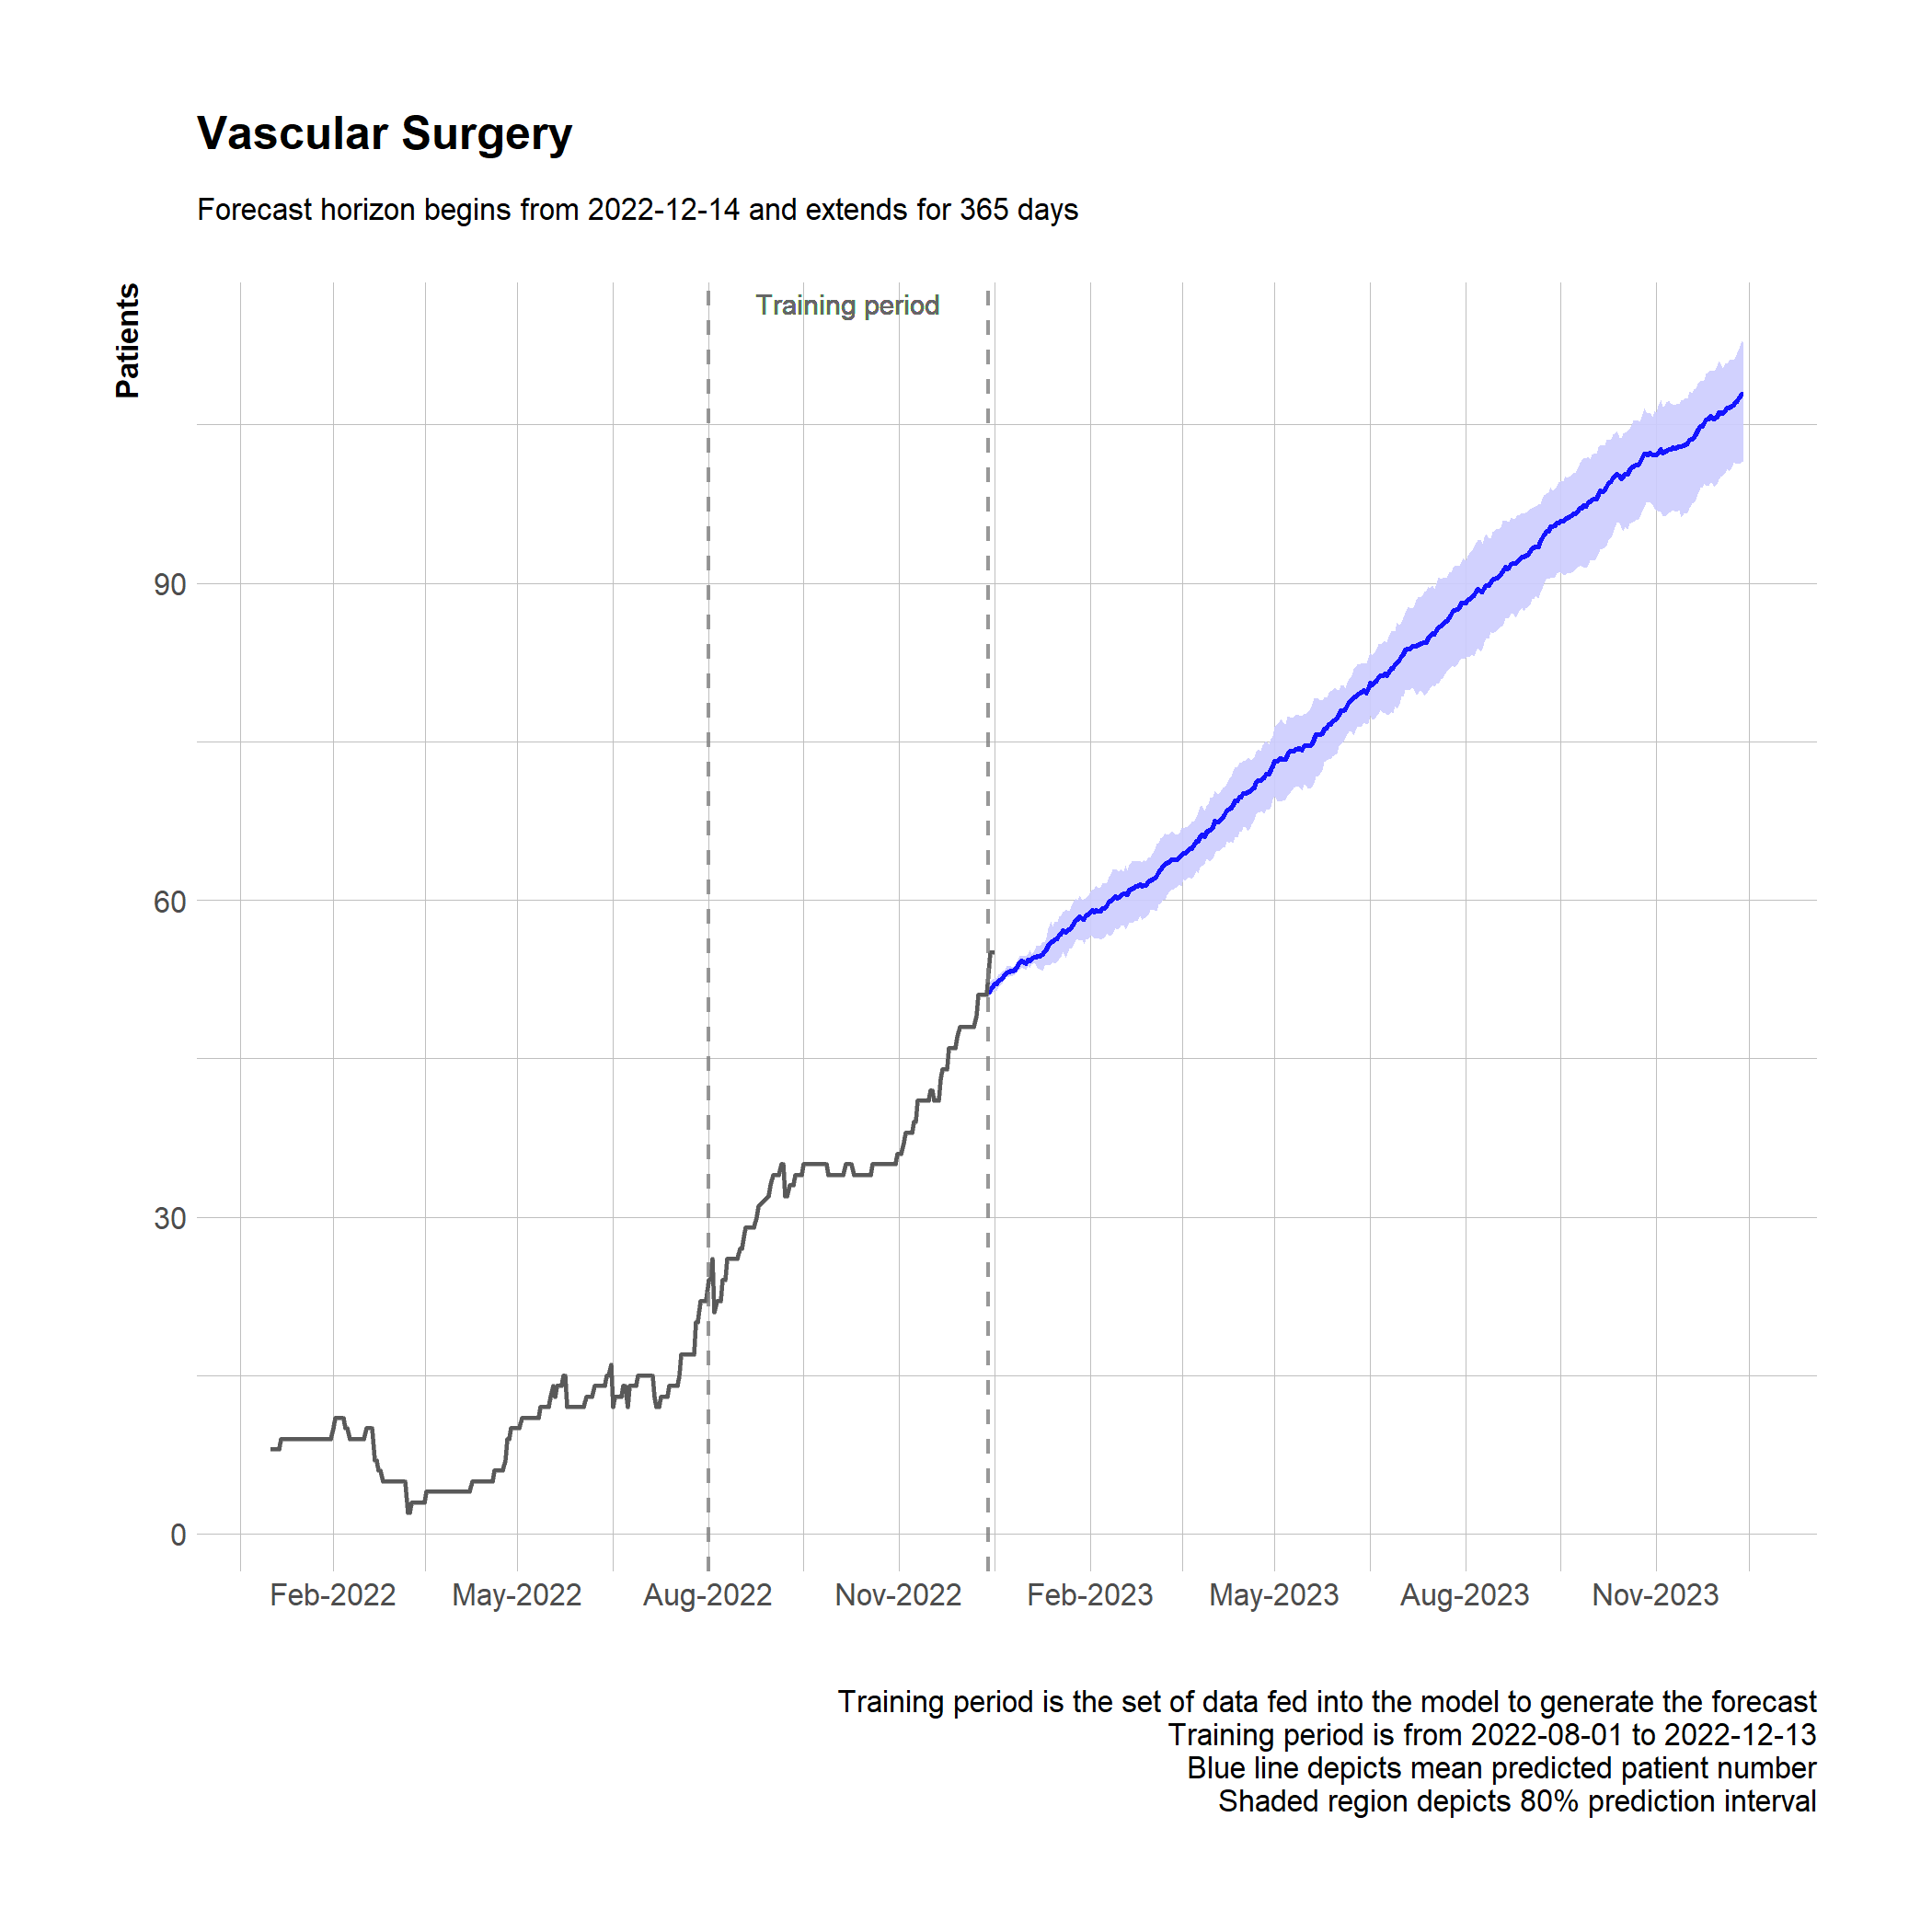 Vascular Surgery
Forecast horizon begins from 2022-12-14 and extends for 365 days
Patients
Training period
90
60
30
0
Feb-2022 May-2022 Aug-2022 Nov-2022 Feb-2023 May-2023 Aug-2023 Nov-2023
Training period is the set of data fed into the model to generate the forecast
Training period is from 2022-08-01 to 2022-12-13
Blue line depicts mean predicted patient number
Shaded region depicts 80% prediction interval